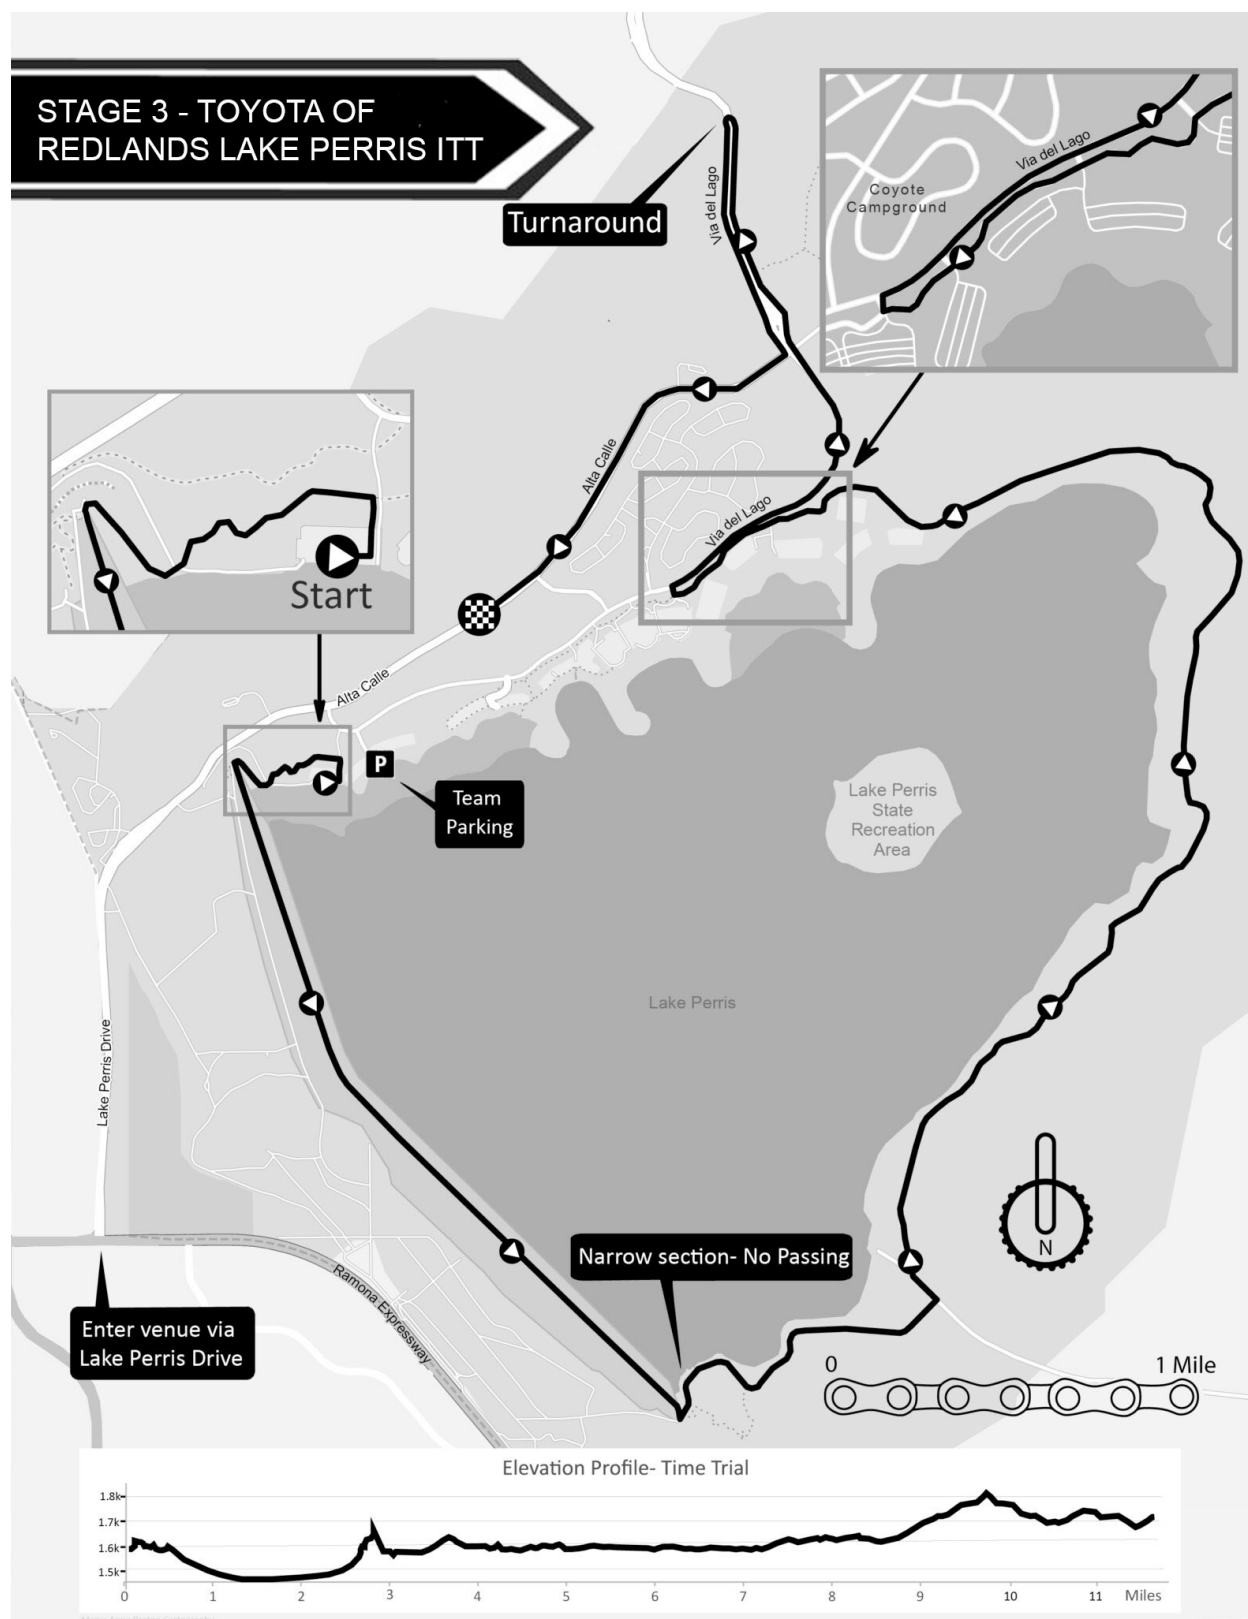 STAGE 3 - TOYOTA OF
REDLANDS LAKE PERRIS ITT
Turnaround
Via del Lago
Via del Lago
Coyote
Campground
Start
Alta Calle
Via del Lago
Alta Calle
P
Team
Parking
Lake Perris
State
Recreation
Area
Lake Perris
Lake Perris Drive
N
Narrow section- No Passing
Ramona Expressway
Enter venue via
Lake Perris Drive
0 1 Mile
Elevation Profile- Time Trial
1.8k
1.7k
1.6k
1.5k
0 1 2 3 4 5 6 7 8 9 10 11 Miles